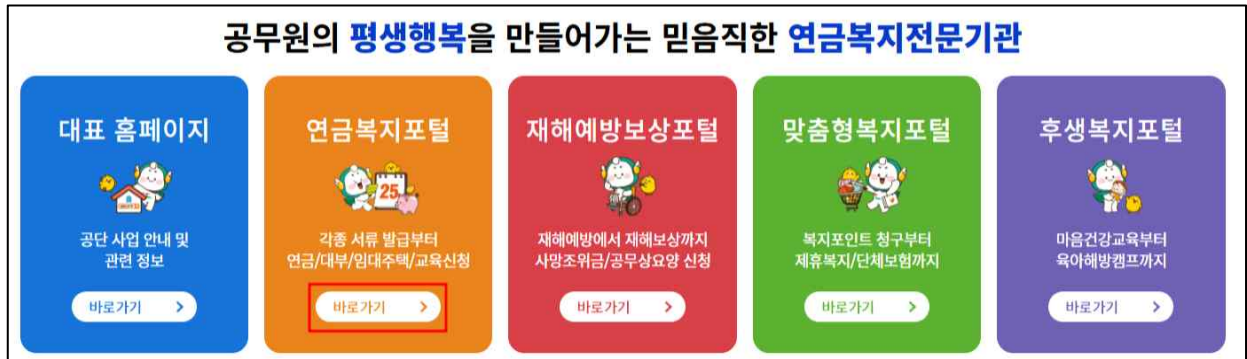 공무원의 평생행복을 만들어가는 믿음직한 연금복지전문기관
대표 홈페이지
공단 사업 안내 및
관련 정보
바로가기 >
연금복지포털
25
각종 서류 발급부터
연금/대부/임대주택/교육신청
바로가기 >
재해예방보상포털
재해예방에서 재해보상까지
사망조위금/공무상요양 신청
바로가기 >
맞춤형복지포털
복지포인트 청구부터
제휴복지/단체보험까지
바로가기 >
후생복지포털
마음건강교육부터
육아해방캠프까지
바로가기 >